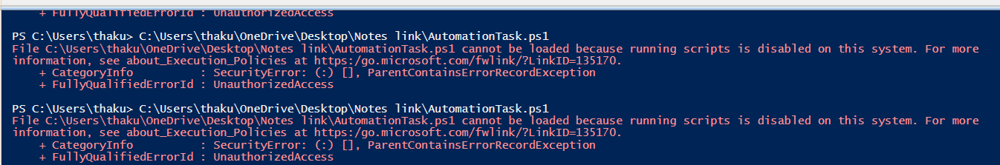 + FullyQualifiedErrorId : UnauthorizedAccess
PS C:\Users\thaku> C:\Users\thaku\OneDrive\Desktop\Notes link\AutomationTask.ps1
File C:\Users\thaku\OneDrive\Desktop\Notes link\AutomationTask.ps1 cannot be loaded because running scripts is disabled on this system. For more
information, see about_Execution_Policies at https:/go.microsoft.com/fwlink/?LinkID=135170.
+ CategoryInfo          : SecurityError: (:) [], ParentContainsErrorRecordException
+ FullyQualifiedErrorId : UnauthorizedAccess
PS C:\Users\thaku> C:\Users\thaku\OneDrive\Desktop\Notes link\AutomationTask.ps1
File C:\Users\thaku\OneDrive\Desktop\Notes link\AutomationTask.ps1 cannot be loaded because running scripts is disabled on this system. For more
information, see about_Execution_Policies at https:/go.microsoft.com/fwlink/?LinkID=135170.
+ CategoryInfo          : SecurityError: (:) [], ParentContainsErrorRecordException
+ FullyQualifiedErrorId : UnauthorizedAccess